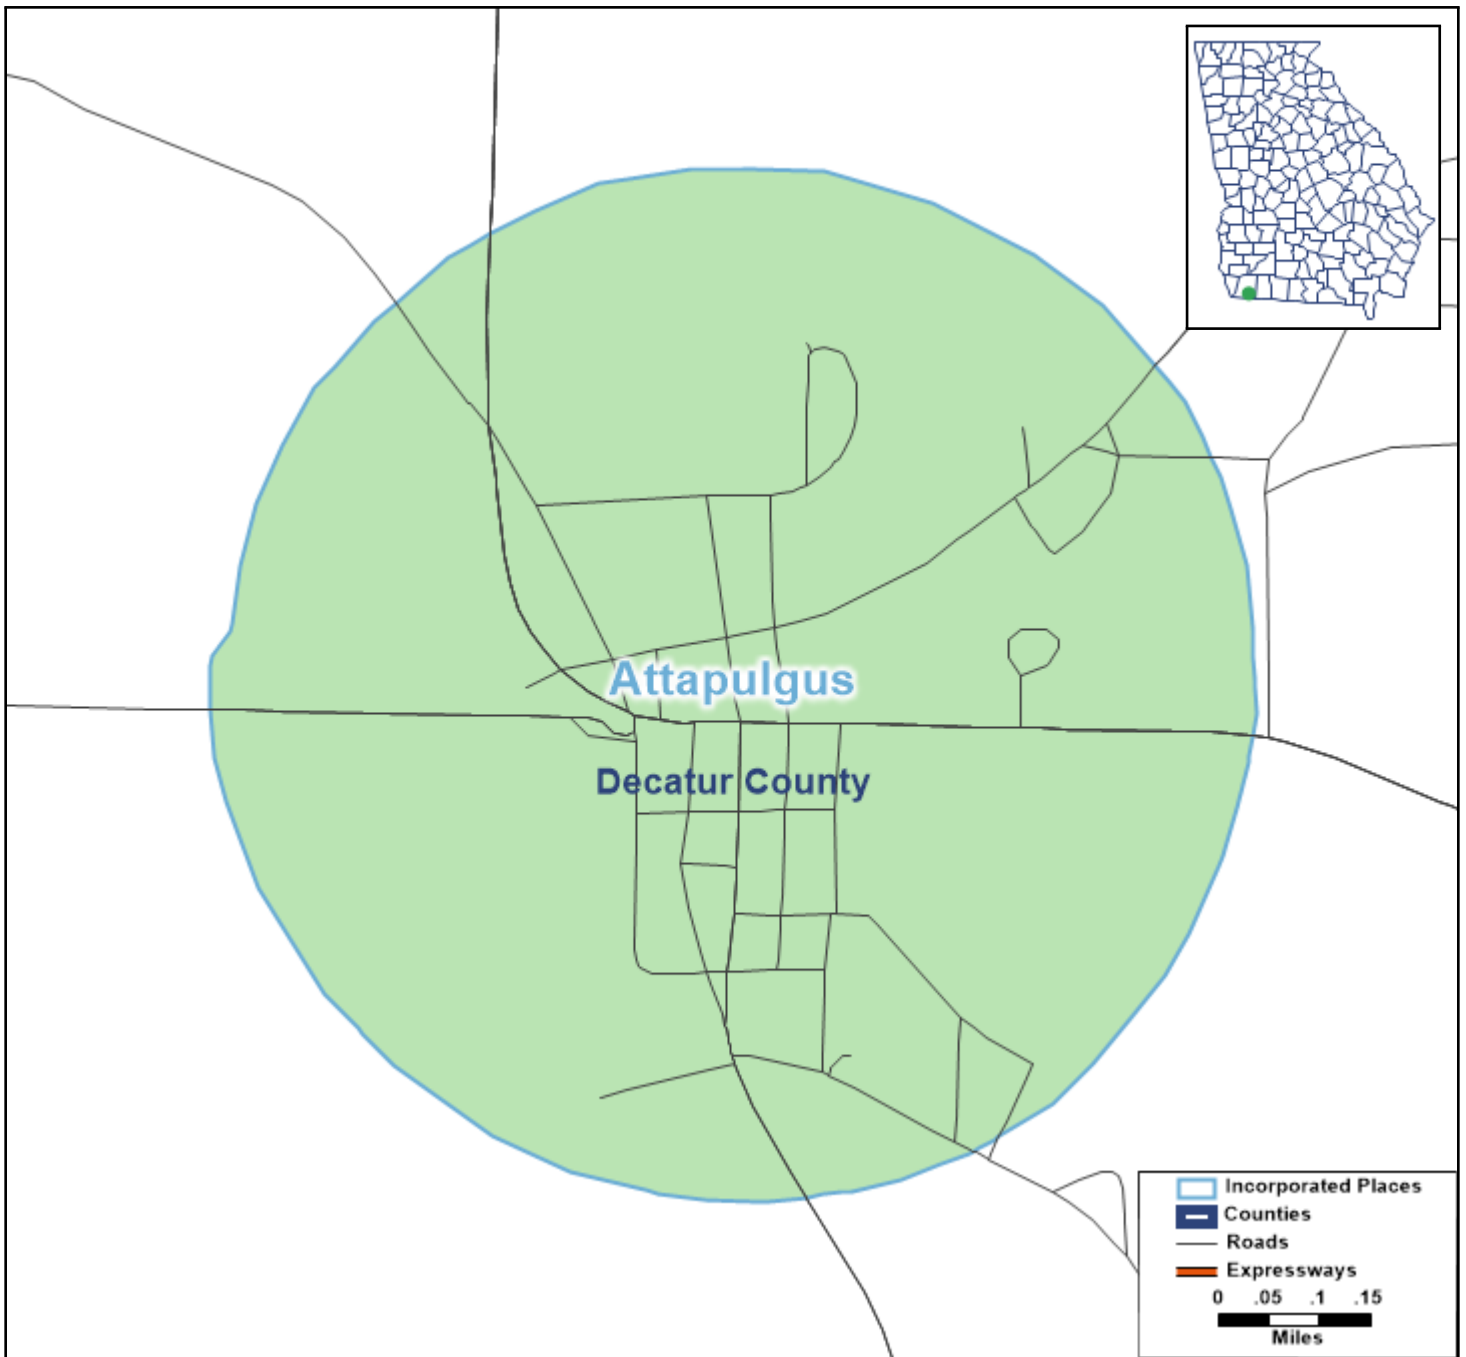 Attapulgus
Decatur County
Incorporated Places
Counties
Roads
Expressways
0 .05 .1 .15
Miles